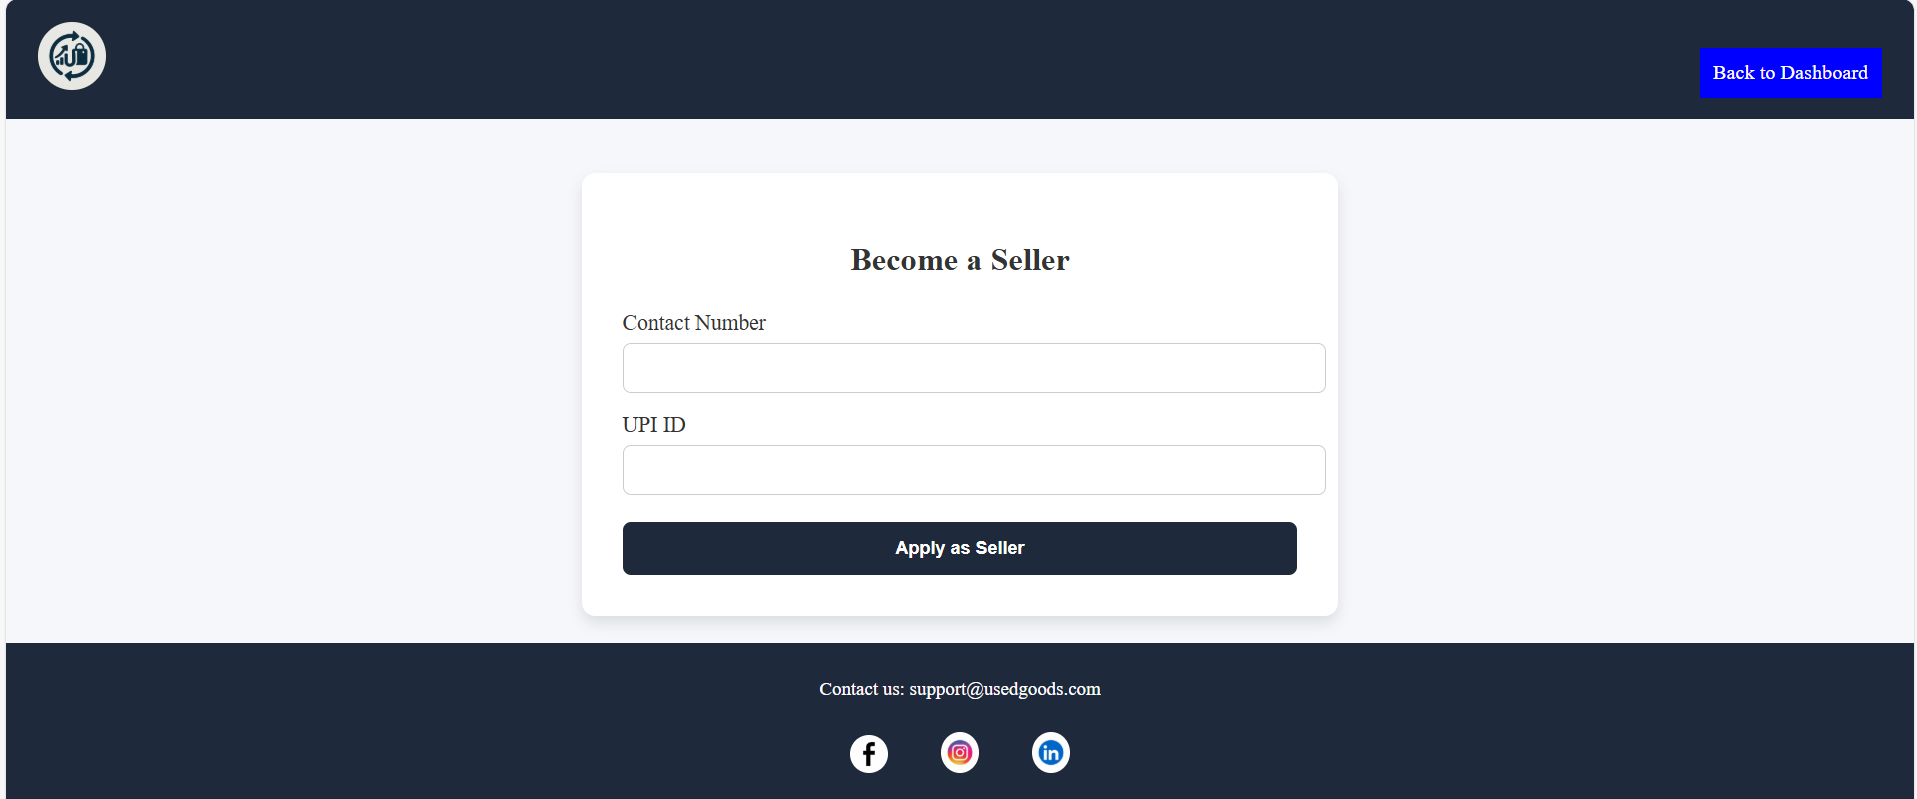 Back to Dashboard
Become a Seller
Contact Number
UPI ID
Apply as Seller
Contact us: support@usedgoods.com